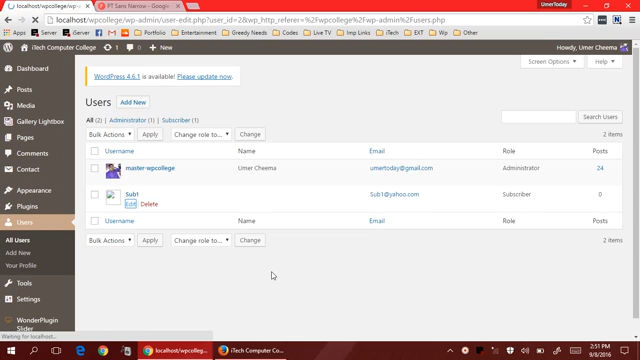 UmerToday
localhost/wpcollege/wp-a
PT Sans Narrow - Google
localhost/wpcollege/wp-admin/user-edit.php?user_id=2&wp_http_referer=%2Fwpcollege%2Fwp-admin%2Fusers.php
Apps Server iServer Portfolio Entertainment Greedy Needs Codes Live TV Imp Links iTech EXT Wp Other
iTech Computer College 1 0 New Howdy, Umer Cheema
Screen Options Help
Dashboard
Posts
Media
Gallery Lightbox
Pages
Comments
Contact
Appearance
Plugins
Users
All Users
Add New
Your Profile
Tools
Settings
WonderPlugin
Slider
WordPress 4.6.1 is available! Please update now.
Users Add New
All (2) | Administrator (1) | Subscriber (1)
Search Users
Bulk Actions Apply Change role to... Change 2 items
Username Name Email Role Posts
master-wpcollege Umer Cheema umertoday@gmail.com Administrator 24
Sub1 Sub1@yahoo.com Subscriber 0
Edit Delete
Username Name Email Role Posts
Bulk Actions Apply Change role to... Change 2 items
Waiting for localhost...
localhost/wpcolleg...
iTech Computer Co...
2:51 PM
9/8/2016